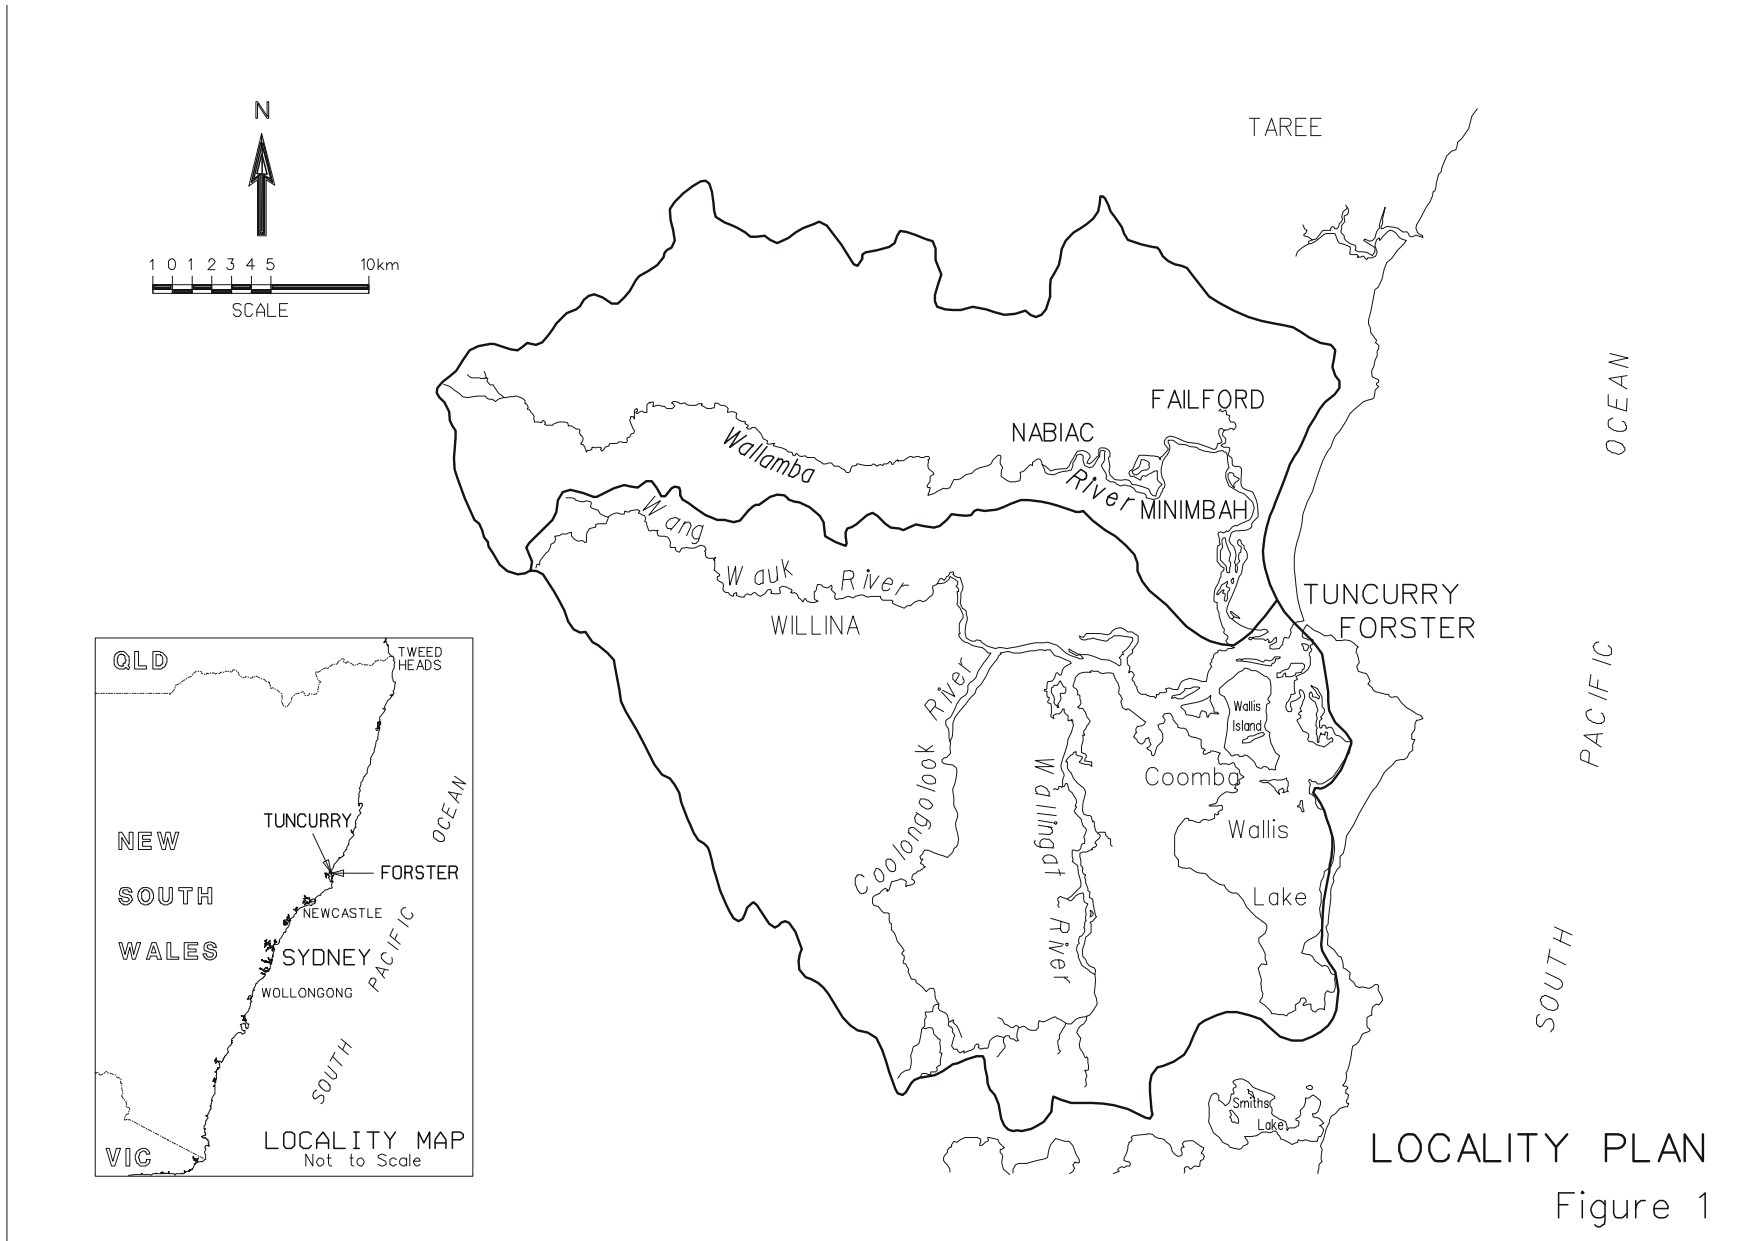 N
1 0 1 2 3 4 5 10km
SCALE
TAREE
FAILFORD
NABIAC
Wallamba
River
MINIMBAH
Wang
Wauk River
WILLINA
TUNCURRY
FORSTER
Coolongolook River
Wallingat River
Wallis
Island
Coomba
Wallis
Lake
Smiths
Lake
SOUTH PACIFIC OCEAN
QLD
TWEED
HEADS
NEW
SOUTH
WALES
TUNCURRY
FORSTER
NEWCASTLE
SYDNEY
WOLLONGONG
SOUTH PACIFIC OCEAN
VIC
LOCALITY MAP
Not to Scale
LOCALITY PLAN
Figure 1